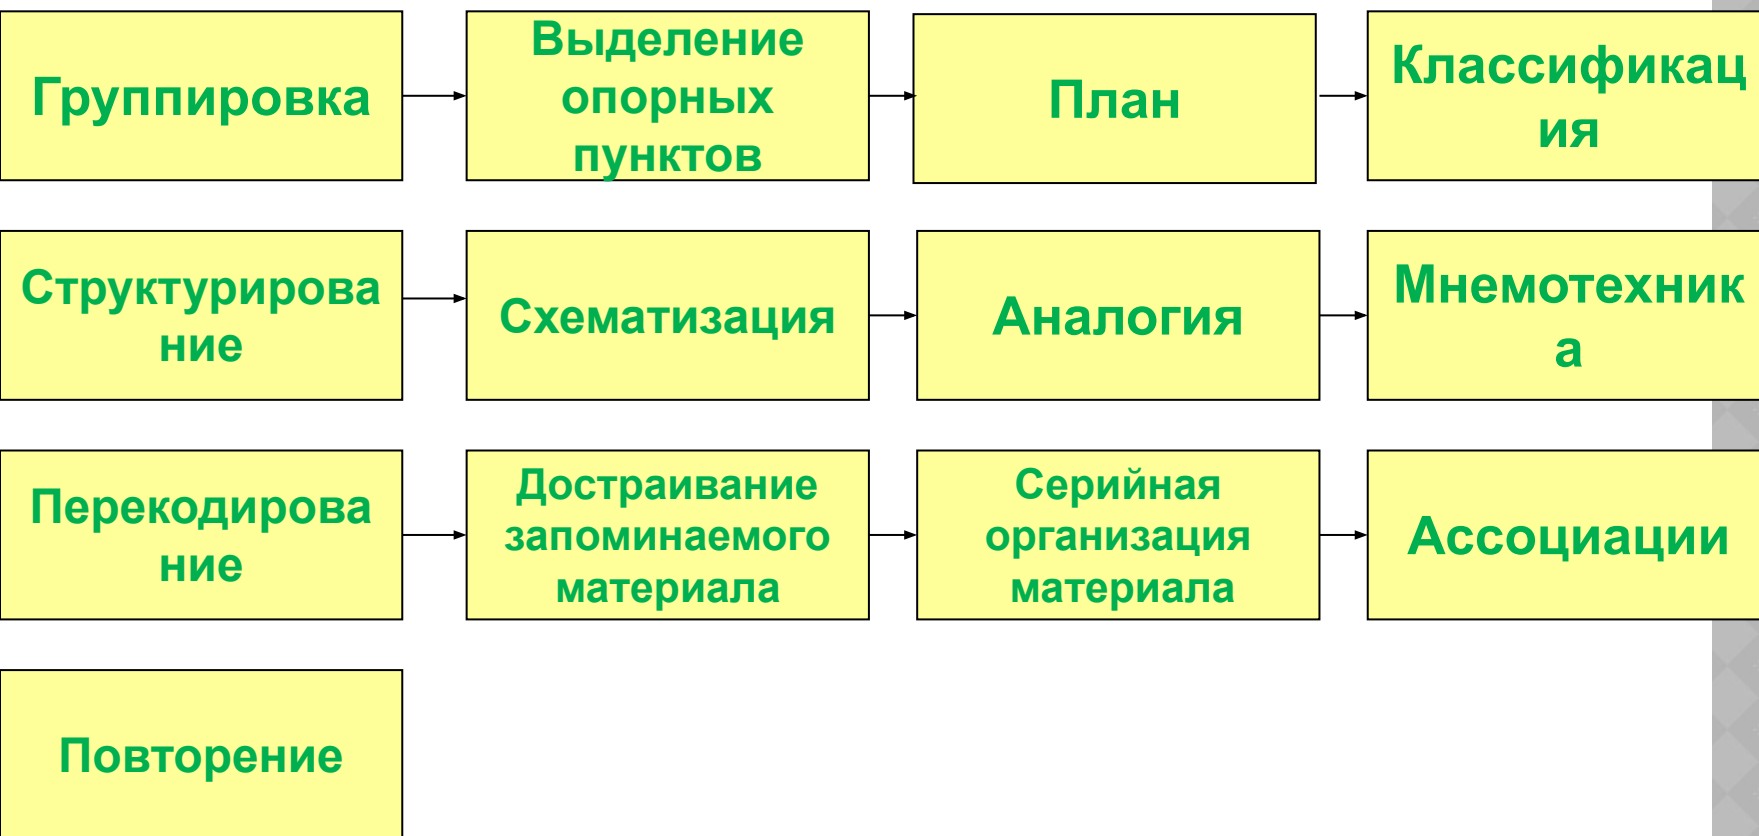 Группировка
Выделение
опорных
пунктов
План
Классификац
ия
Структурирова
ние
Схематизация
Аналогия
Мнемотехник
а
Перекодирова
ние
Достраивание
запоминаемого
материала
Серийная
организация
материала
Ассоциации
Повторение